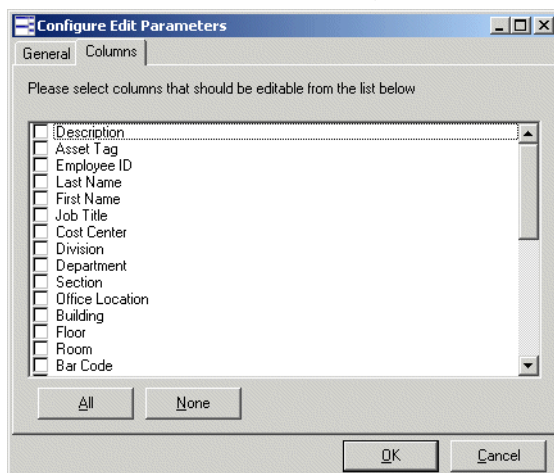 Configure Edit Parameters
General Columns
Please select columns that should be editable from the list below
Description
Asset Tag
Employee ID
Last Name
First Name
Job Title
Cost Center
Division
Department
Section
Office Location
Building
Floor
Room
Bar Code
All None
OK Cancel